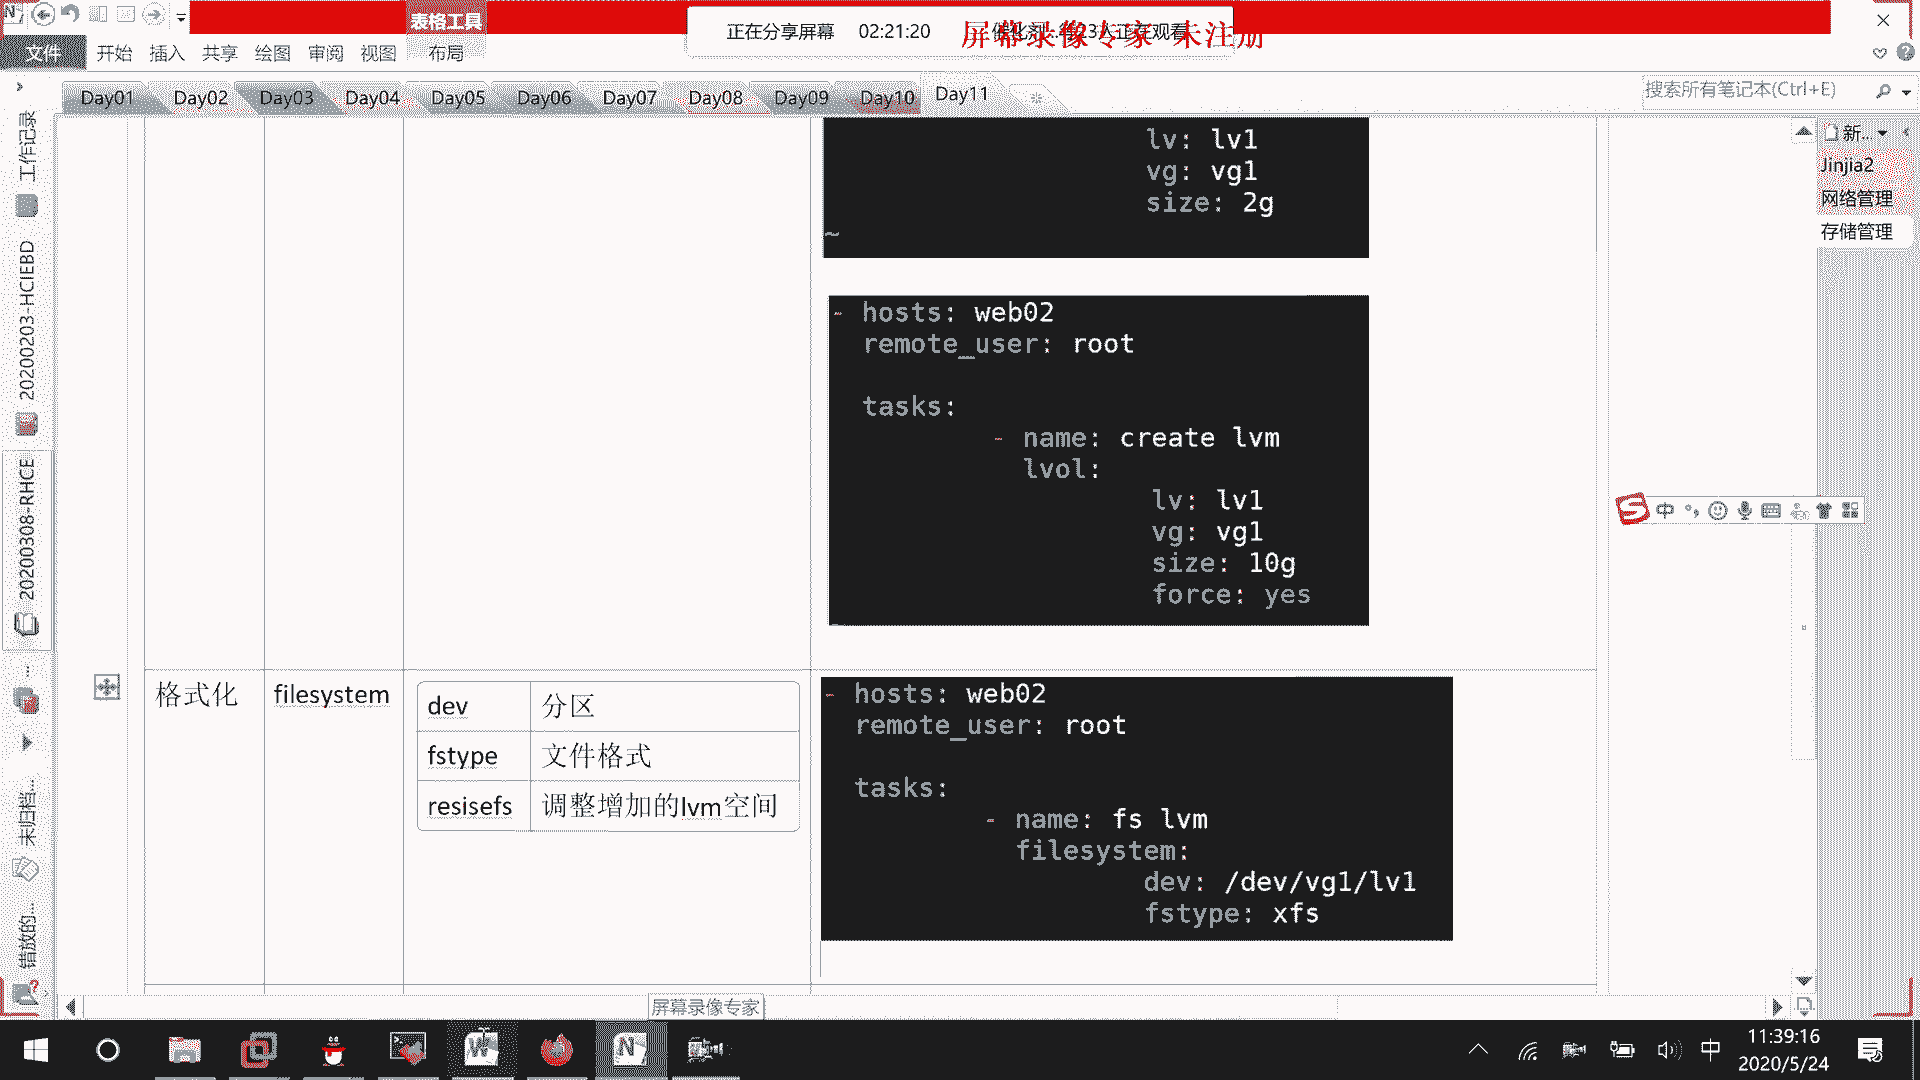 表格工具
正在分享屏幕 02:21:20
屏幕录像专家 未注册
文件 开始 插入 共享 绘图 审阅 视图 布局
Day01 Day02 Day03 Day04 Day05 Day06 Day07 Day08 Day09 Day10 Day11
搜索所有笔记本(Ctrl+E)
工作记录
20200203-HCIEBD
20200308-RHCE
未归档...
错放的...
新...
Jinjia2
网络管理
存储管理
lv: lv1
vg: vg1
size: 2g
~
- hosts: web02
remote_user: root
tasks:
- name: create lvm
lvol:
lv: lv1
vg: vg1
size: 10g
force: yes
格式化 filesystem
dev 分区
fstype 文件格式
resisefs 调整增加的lvm空间
- hosts: web02
remote_user: root
tasks:
- name: fs lvm
filesystem:
dev: /dev/vg1/lv1
fstype: xfs
中
屏幕录像专家
中
11:39:16
2020/5/24